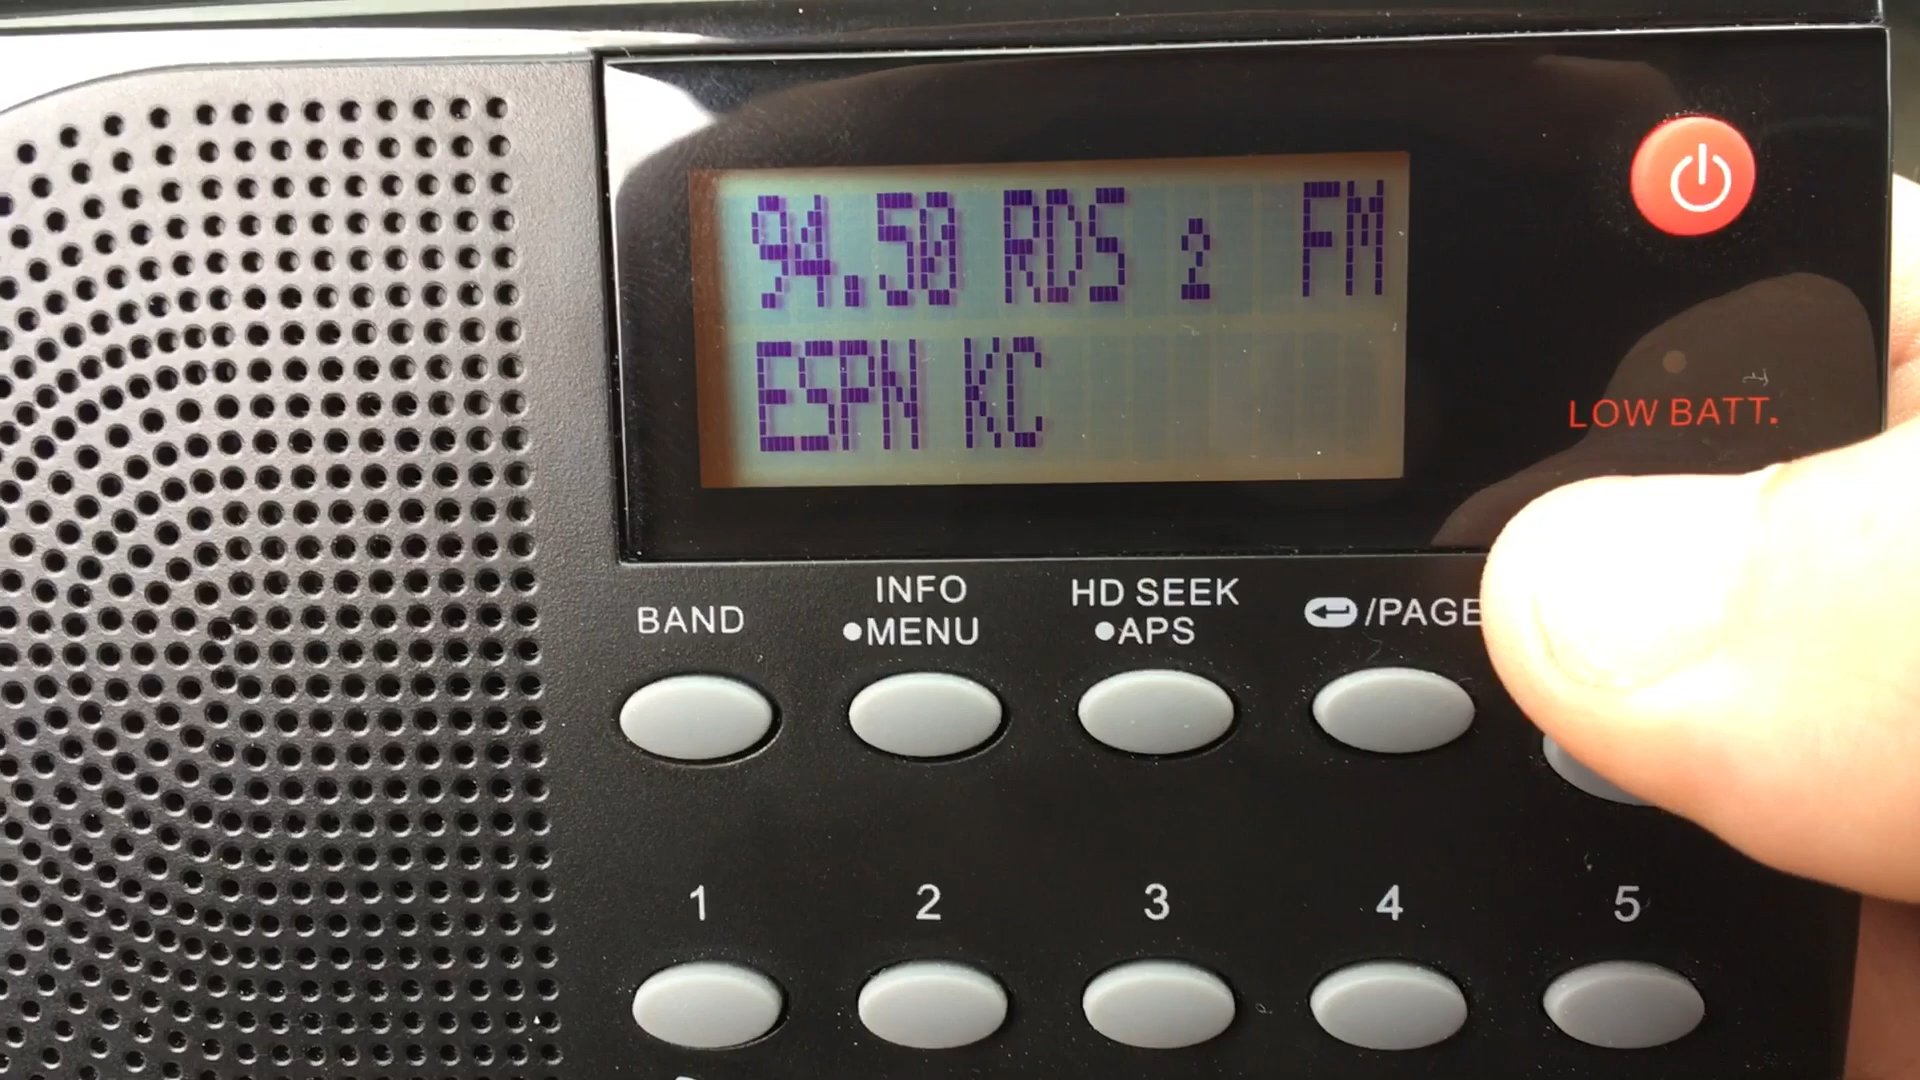 94.50 RDS 2 FM
ESPN KC
LOW BATT.
BAND
INFO
•MENU
HD SEEK
•APS
/PAGE
1 2 3 4 5